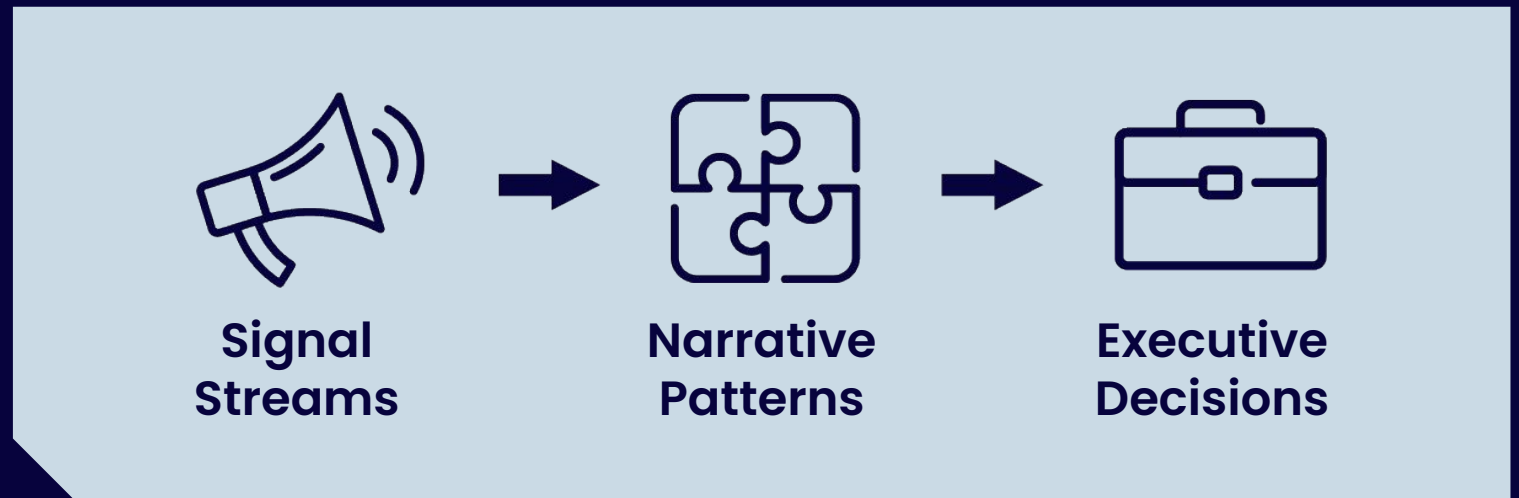 Signal
Streams
Narrative
Patterns
Executive
Decisions